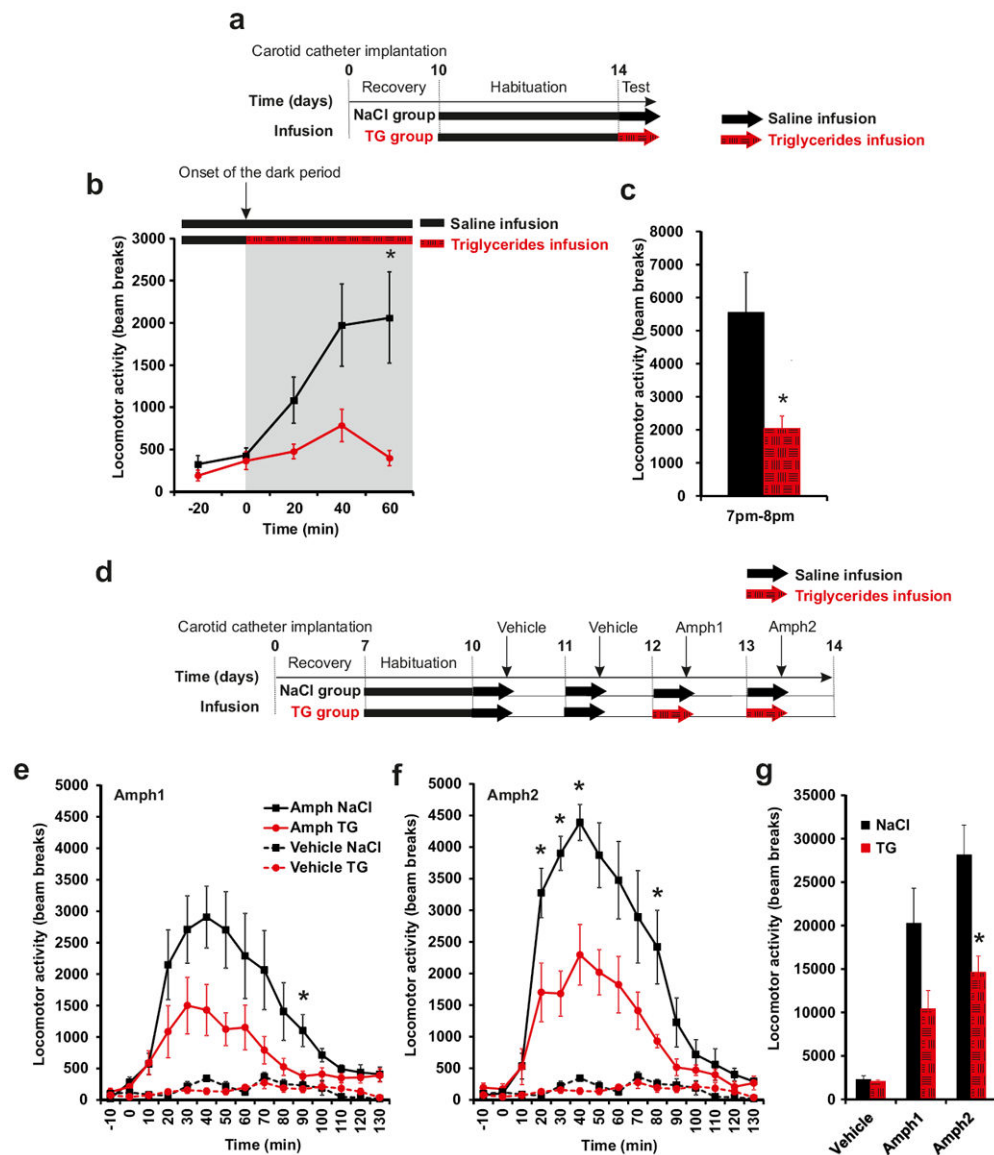 a
Carotid catheter implantation
0 10 14
Recovery Habituation Test
Time (days)
NaCl group
Infusion
TG group
Saline infusion
Triglycerides infusion
b
Onset of the dark period
Saline infusion
Triglycerides infusion
Locomotor activity (beam breaks)
3000
2500
2000
1500
1000
500
0
*
-20 0 20 40 60
Time (min)
c
Locomotor activity (beam breaks)
8000
7000
6000
5000
4000
3000
2000
1000
0
*
7pm-8pm
d
Saline infusion
Triglycerides infusion
Vehicle Vehicle Amph1 Amph2
Carotid catheter implantation
0 7 10 11 12 13 14
Recovery Habituation
Time (days)
NaCl group
Infusion
TG group
e
Amph1
Locomotor activity (beam breaks)
5000
4500
4000
3500
3000
2500
2000
1500
1000
500
0
Amph NaCl
Amph TG
Vehicle NaCl
Vehicle TG
*
-10 0 10 20 30 40 50 60 70 80 90 100 110 120 130
Time (min)
f
Amph2
Locomotor activity (beam breaks)
5000
4500
4000
3500
3000
2500
2000
1500
1000
500
0
* * * *
-10 0 10 20 30 40 50 60 70 80 90 100 110 120 130
Time (min)
g
Locomotor activity (beam breaks)
35000
30000
25000
20000
15000
10000
5000
0
NaCl
TG
*
Vehicle Amph1 Amph2